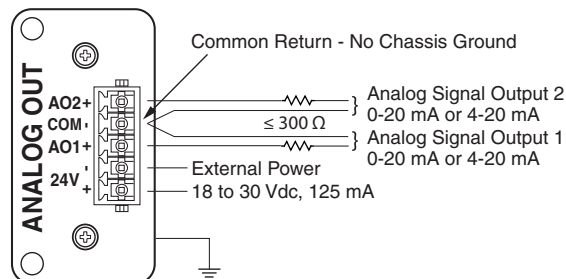 ANALOG OUT
AO2 +
COM -
AO1 +
24V -
+
Common Return - No Chassis Ground
Analog Signal Output 2
0-20 mA or 4-20 mA
≤ 300 Ω
Analog Signal Output 1
0-20 mA or 4-20 mA
External Power
18 to 30 Vdc, 125 mA